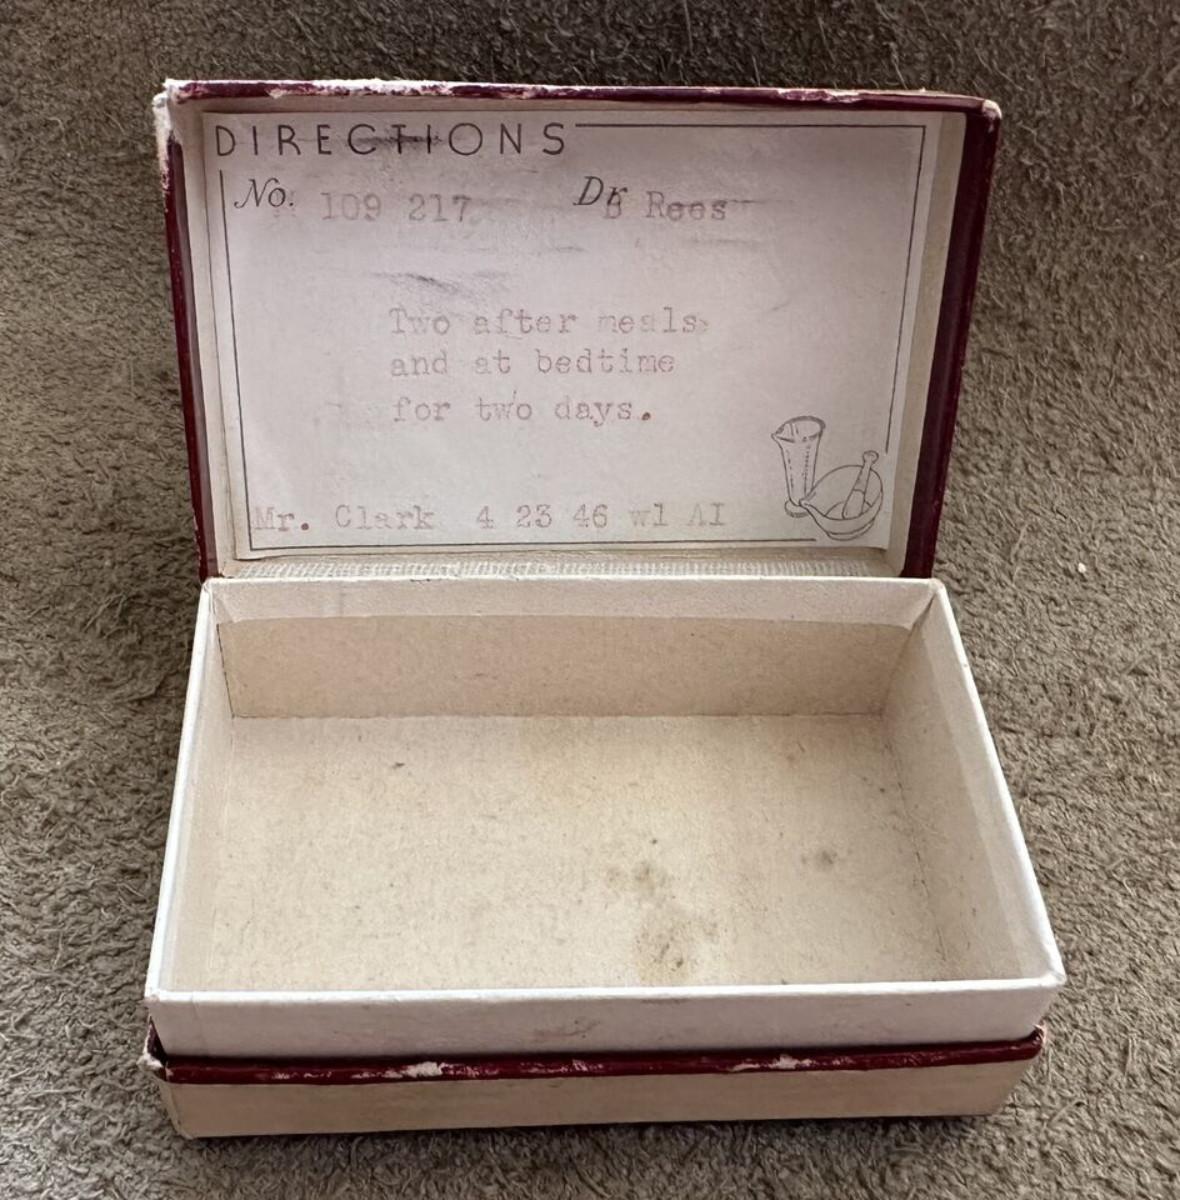 DIRECTIONS
No. 109 217 Dr B Rees
Two after meals
and at bedtime
for two days.
Mr. Clark 4 23 46 wl AI